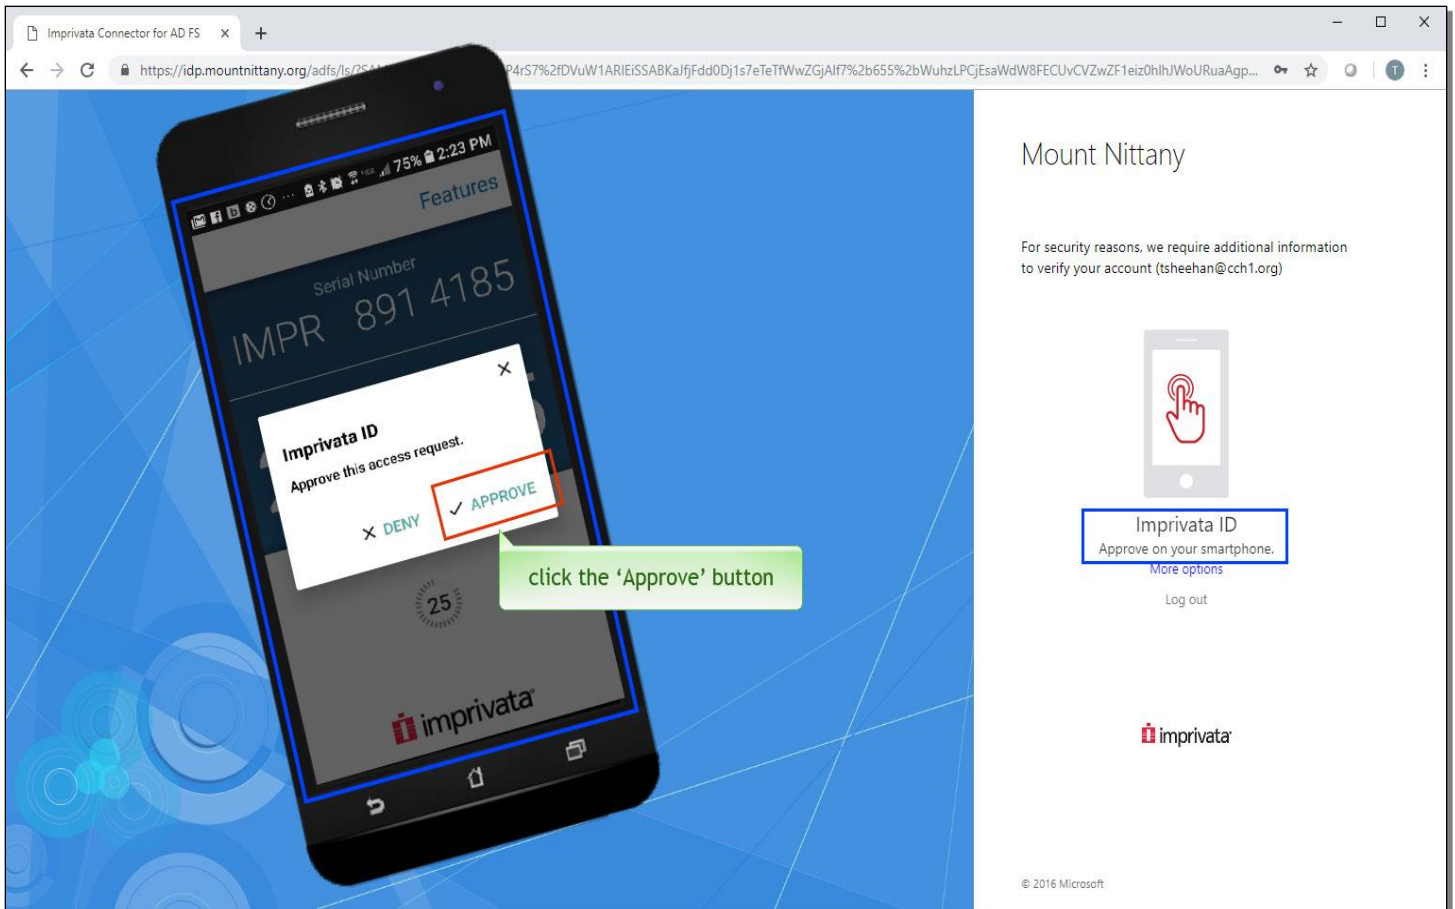 Imprivata Connector for AD FS
https://idp.mountnittany.org/adfs/ls/?SAM
P4rS7%2fDVuW1ARIEiSSABKaJfjFdd0Dj1s7eTeTfWwZGjAIf7%2b655%2bWuhzLPCjEsaWdW8FECUvCVZwZF1eiz0hlhJWoURuaAgp...
T
75% 2:23 PM
Features
Serial Number
IMPR 891 4185
Imprivata ID
Approve this access request.
DENY
APPROVE
click the ‘Approve’ button
25
imprivata
Mount Nittany
For security reasons, we require additional information
to verify your account (tsheehan@cch1.org)
Imprivata ID
Approve on your smartphone.
More options
Log out
imprivata
© 2016 Microsoft